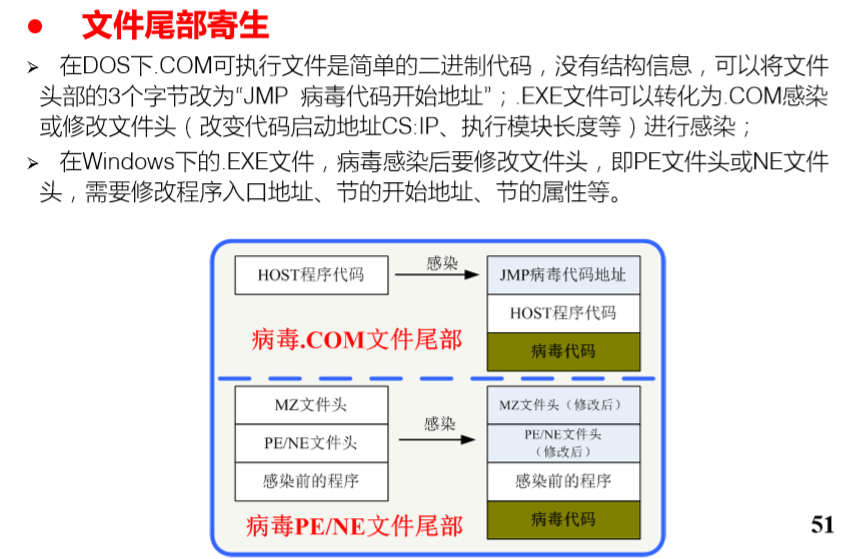 ● 文件尾部寄生
➢ 在DOS下.COM可执行文件是简单的二进制代码，没有结构信息，可以将文件
头部的3个字节改为“JMP 病毒代码开始地址”；.EXE文件可以转化为.COM感染
或修改文件头（改变代码启动地址CS:IP、执行模块长度等）进行感染；
➢ 在Windows下的.EXE文件，病毒感染后要修改文件头，即PE文件头或NE文件
头，需要修改程序入口地址、节的开始地址、节的属性等。
HOST程序代码
感染
JMP病毒代码地址
HOST程序代码
病毒代码
病毒.COM文件尾部
MZ文件头
PE/NE文件头
感染前的程序
感染
MZ文件头（修改后）
PE/NE文件头
（修改后）
感染前的程序
病毒代码
病毒PE/NE文件尾部
51